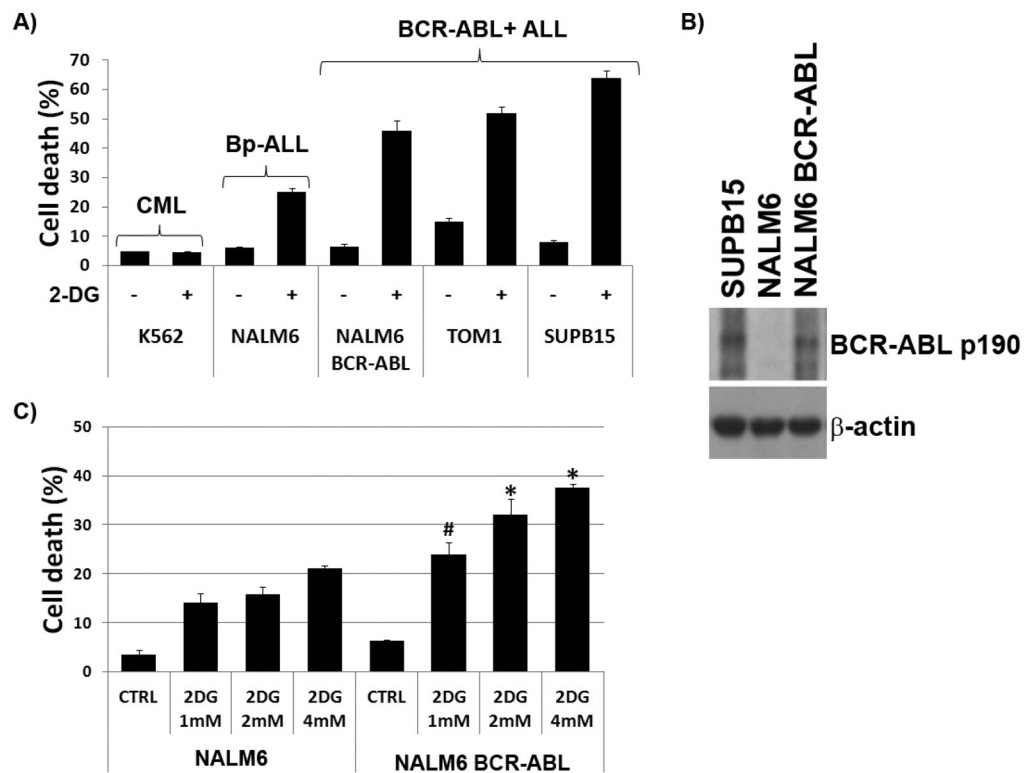 A)
BCR-ABL+ ALL
Bp-ALL
CML
Cell death (%)
70
60
50
40
30
20
10
0
2-DG - + - + - + - + - +
K562 NALM6 NALM6 BCR-ABL TOM1 SUPB15
B)
SUPB15
NALM6
NALM6 BCR-ABL
BCR-ABL p190
β-actin
C)
Cell death (%)
50
40
30
20
10
0
# * *
CTRL 2DG 1mM 2DG 2mM 2DG 4mM CTRL 2DG 1mM 2DG 2mM 2DG 4mM
NALM6 NALM6 BCR-ABL